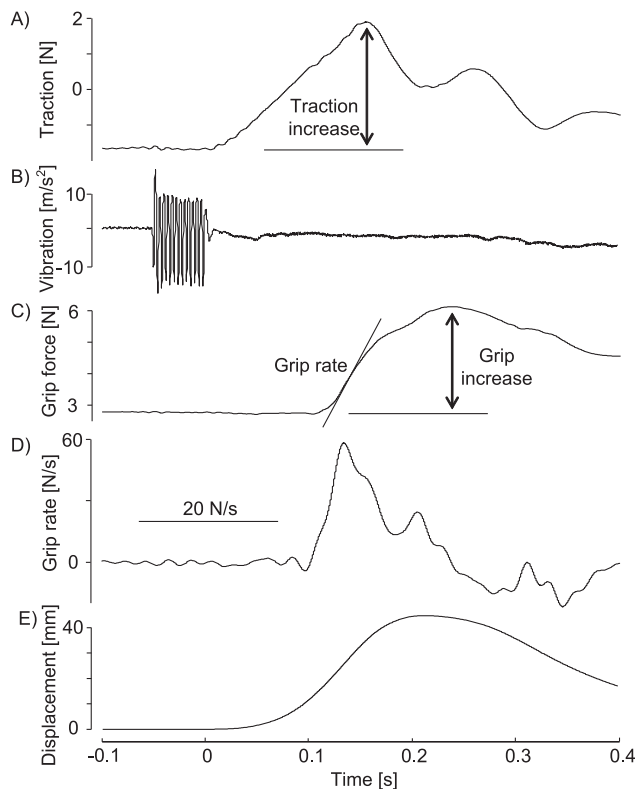 A)
2
0
Traction [N]
Traction
increase
B)
10
-10
Vibration [m/s²]
C)
6
3
Grip force [N]
Grip rate
Grip
increase
D)
60
0
Grip rate [N/s]
20 N/s
E)
40
0
Displacement [mm]
-0.1 0 0.1 0.2 0.3 0.4
Time [s]